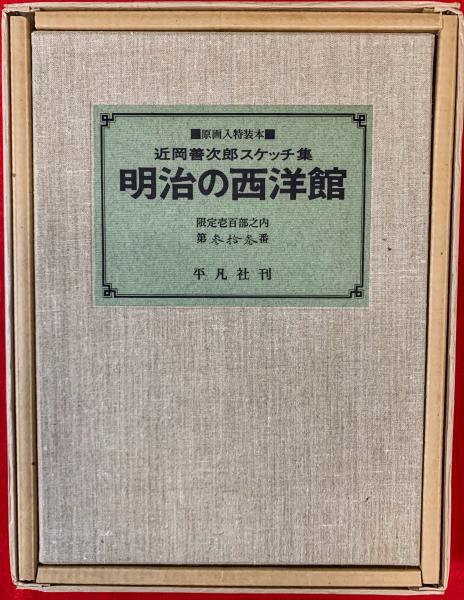 ■原画入特装本■
近岡善次郎スケッチ集
明治の西洋館
限定壱百部之内
第参拾参番
平凡社刊